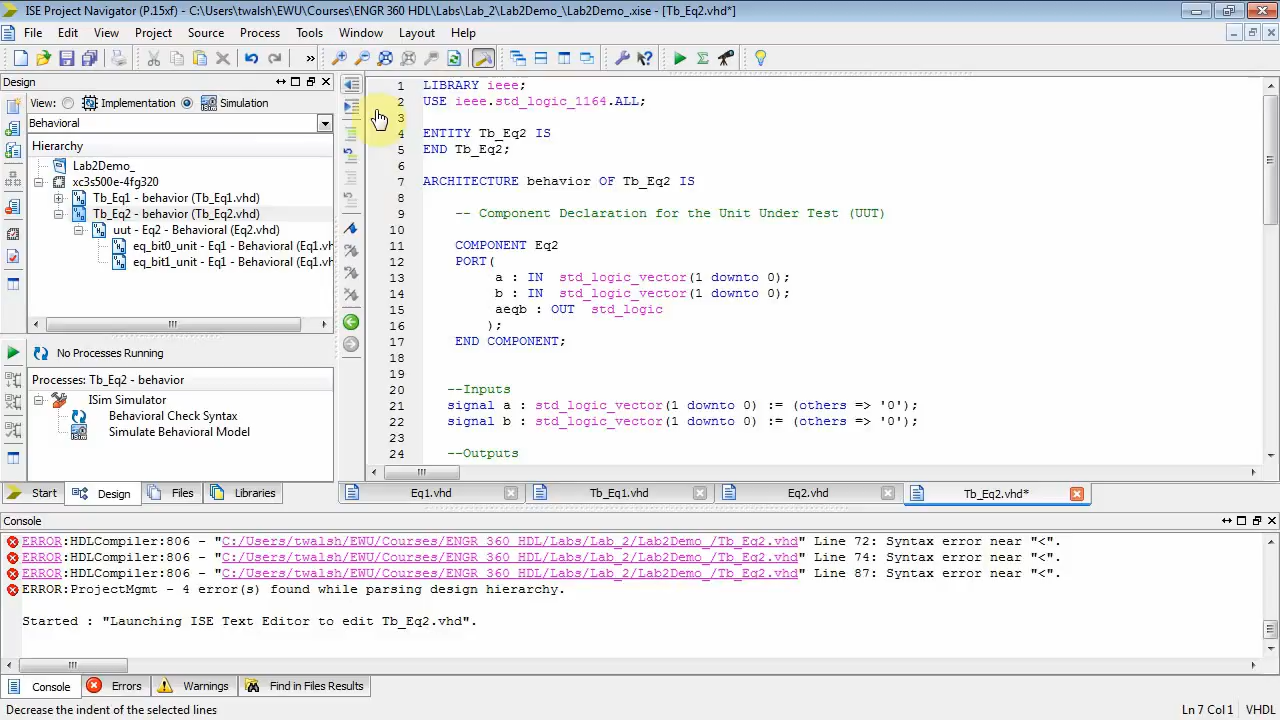 ISE Project Navigator (P.15xf) - C:\Users\twalsh\EWU\Courses\ENGR 360 HDL\Labs\Lab_2\Lab2Demo_\Lab2Demo_.xise - [Tb_Eq2.vhd*]
File Edit View Project Source Process Tools Window Layout Help
»
Design
View: Implementation Simulation
Behavioral
Hierarchy
Lab2Demo_
xc3s500e-4fg320
Tb_Eq1 - behavior (Tb_Eq1.vhd)
Tb_Eq2 - behavior (Tb_Eq2.vhd)
uut - Eq2 - Behavioral (Eq2.vhd)
eq_bit0_unit - Eq1 - Behavioral (Eq1.vh
eq_bit1_unit - Eq1 - Behavioral (Eq1.vh
No Processes Running
Processes: Tb_Eq2 - behavior
ISim Simulator
Behavioral Check Syntax
Simulate Behavioral Model
Start Design Files Libraries
1 LIBRARY ieee;
2 USE ieee.std_logic_1164.ALL;
3
4 ENTITY Tb_Eq2 IS
5 END Tb_Eq2;
6
7 ARCHITECTURE behavior OF Tb_Eq2 IS
8
9 -- Component Declaration for the Unit Under Test (UUT)
10
11 COMPONENT Eq2
12 PORT(
13 a : IN std_logic_vector(1 downto 0);
14 b : IN std_logic_vector(1 downto 0);
15 aeqb : OUT std_logic
16 );
17 END COMPONENT;
18
19
20 --Inputs
21 signal a : std_logic_vector(1 downto 0) := (others => '0');
22 signal b : std_logic_vector(1 downto 0) := (others => '0');
23
24 --Outputs
Eq1.vhd Tb_Eq1.vhd Eq2.vhd Tb_Eq2.vhd*
Console
ERROR:HDLCompiler:806 - "C:/Users/twalsh/EWU/Courses/ENGR 360 HDL/Labs/Lab_2/Lab2Demo_/Tb_Eq2.vhd" Line 72: Syntax error near "<".
ERROR:HDLCompiler:806 - "C:/Users/twalsh/EWU/Courses/ENGR 360 HDL/Labs/Lab_2/Lab2Demo_/Tb_Eq2.vhd" Line 74: Syntax error near "<".
ERROR:HDLCompiler:806 - "C:/Users/twalsh/EWU/Courses/ENGR 360 HDL/Labs/Lab_2/Lab2Demo_/Tb_Eq2.vhd" Line 87: Syntax error near "<".
ERROR:ProjectMgmt - 4 error(s) found while parsing design hierarchy.
Started : "Launching ISE Text Editor to edit Tb_Eq2.vhd".
Console Errors Warnings Find in Files Results
Decrease the indent of the selected lines
Ln 7 Col 1 VHDL